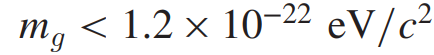 m_g < 1.2 × 10^{-22} eV/c^2